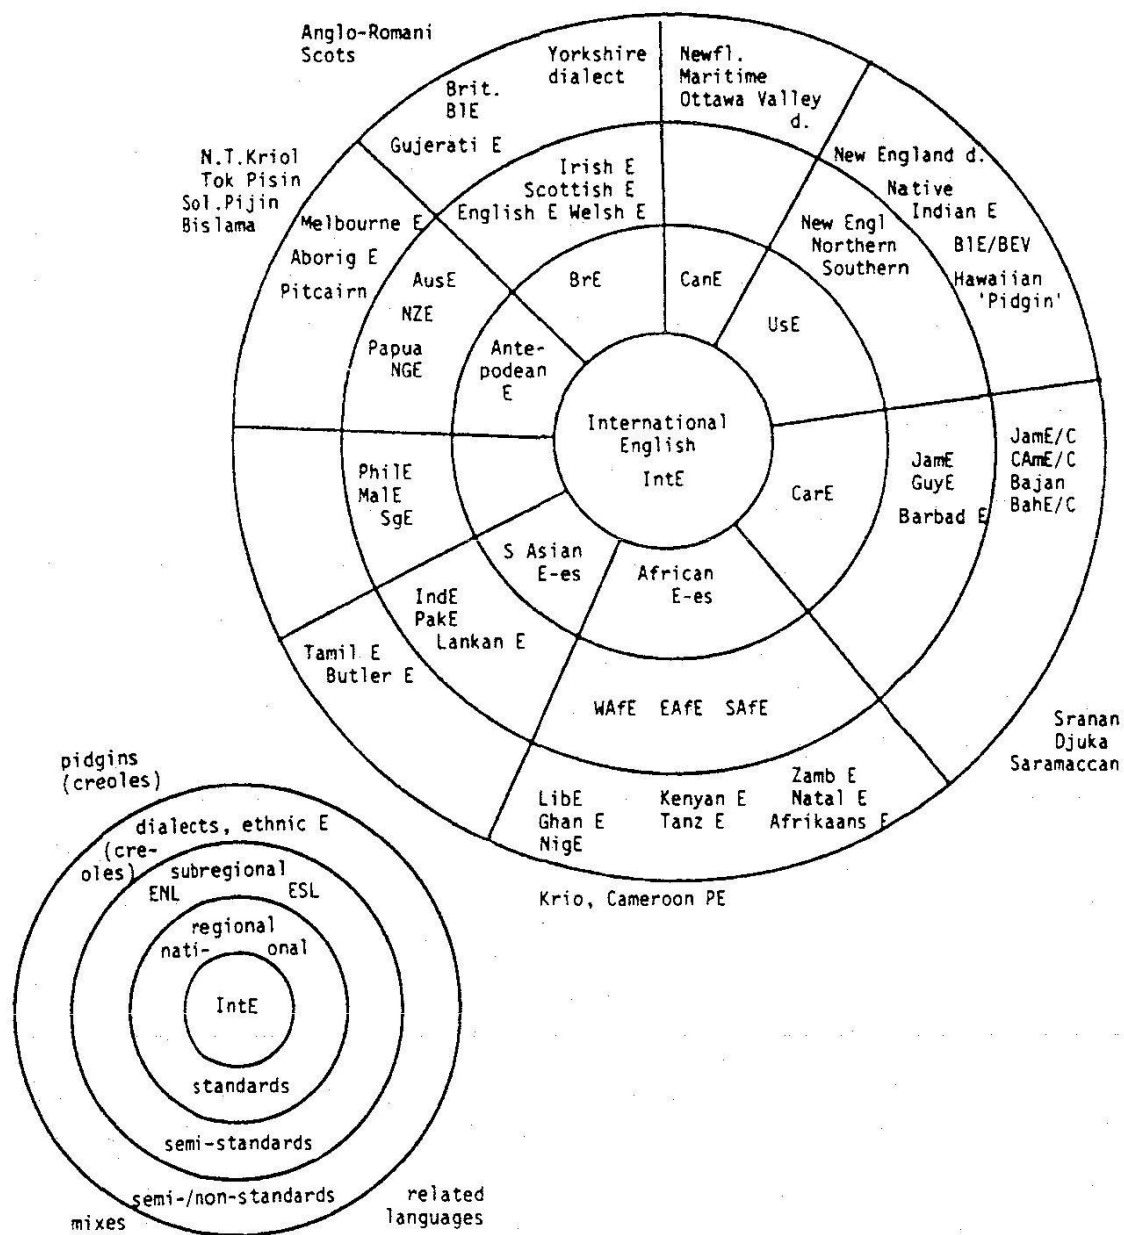 Anglo-Romani
Scots
Yorkshire
dialect
Brit.
BlE
Gujerati E
Newfl.
Maritime
Ottawa Valley
d.
New England d.
Native
Indian E
BlE/BEV
Hawaiian
'Pidgin'
N.T.Kriol
Tok Pisin
Sol.Pijin
Bislama
Melbourne E
Aborig E
Pitcairn
Irish E
Scottish E
English E Welsh E
New Engl
Northern
Southern
AusE
NZE
Papua
NGE
BrE
CanE
UsE
Ante-
podean
E
International
English
IntE
JamE/C
CAmE/C
Bajan
BahE/C
JamE
GuyE
Barbad E
CarE
PhilE
MalE
SgE
S Asian
E-es
African
E-es
IndE
PakE
Lankan E
Tamil E
Butler E
WAfE EAfE SAfE
Sranan
Djuka
Saramaccan
LibE
Ghan E
NigE
Kenyan E
Tanz E
Zamb E
Natal E
Afrikaans E
Krio, Cameroon PE
pidgins
(creoles)
dialects, ethnic E
(cre-
oles)
subregional
ENL ESL
regional
nati- onal
IntE
standards
semi-standards
semi-/non-standards
mixes
related
languages